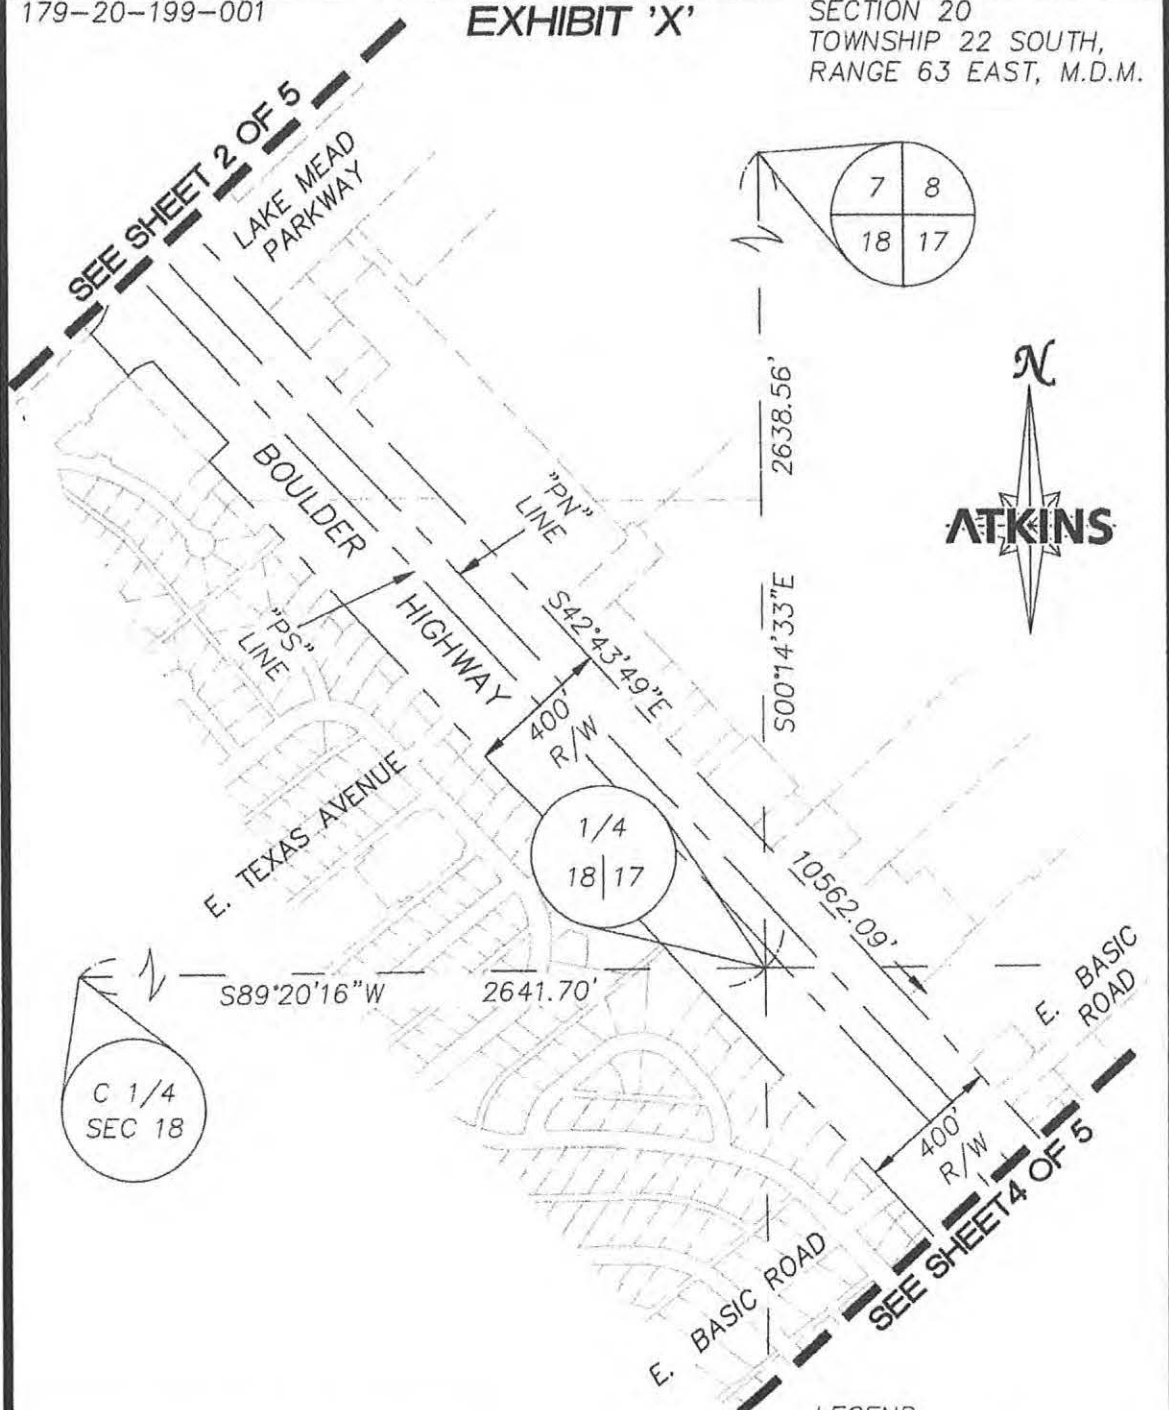 179-20-199-001
EXHIBIT 'X'
SECTION 20
TOWNSHIP 22 SOUTH,
RANGE 63 EAST, M.D.M.
SEE SHEET 2 OF 5
LAKE MEAD
PARKWAY
7 8
18 17
2638.56'
N
ATKINS
BOULDER
HIGHWAY
"PN"
LINE
"PS"
LINE
S42°43'49"E
S00°14'33"E
400'
R/W
E. TEXAS AVENUE
1/4
18 17
10562.09'
S89°20'16"W
2641.70'
E. BASIC
ROAD
C 1/4
SEC 18
400'
R/W
SEE SHEET 4 OF 5
E. BASIC ROAD
LEGEND